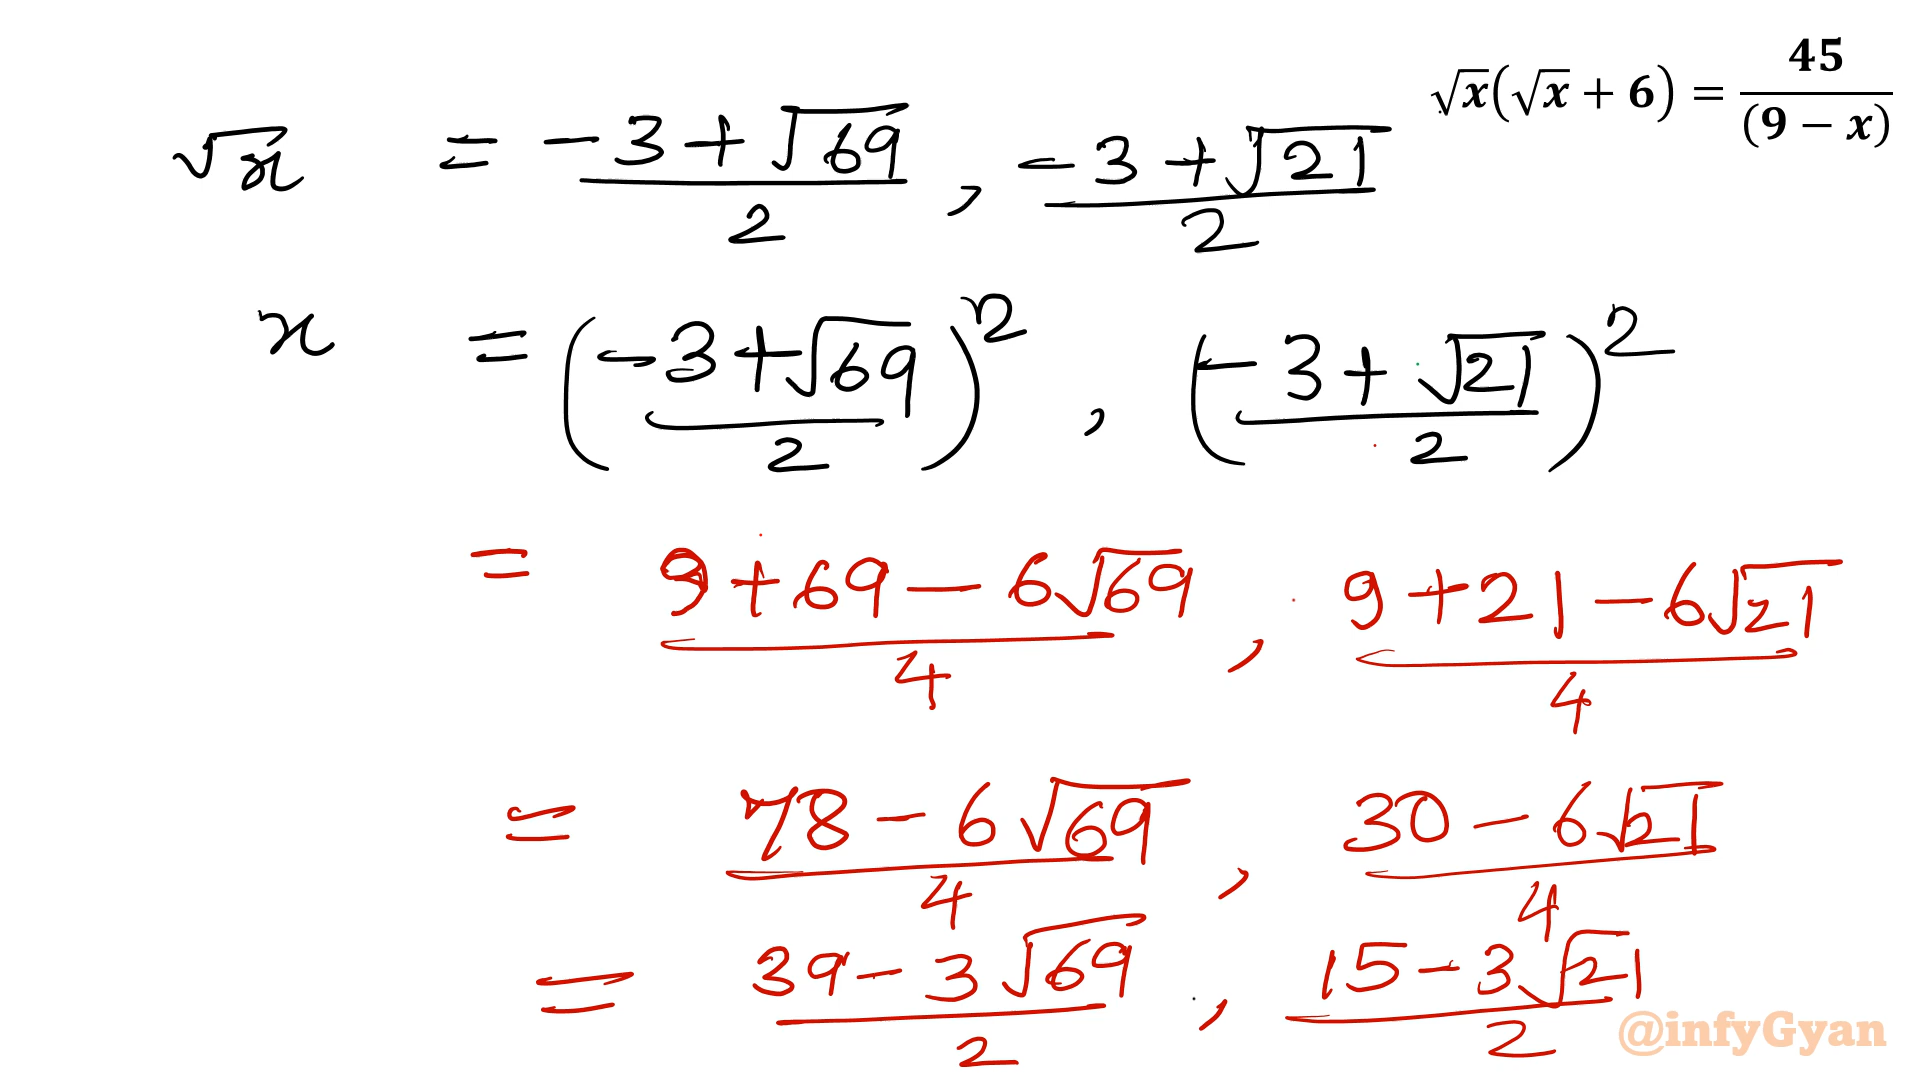 √x(√x + 6) = 45/(9 − x)
√x = (−3 + √69)/2 , (−3 + √21)/2
x = ((−3 + √69)/2)² , ((−3 + √21)/2)²
= (9 + 69 − 6√69)/4 , (9 + 21 − 6√21)/4
= (78 − 6√69)/4 , (30 − 6√21)/4
= (39 − 3√69)/2 , (15 − 3√21)/2
@infyGyan